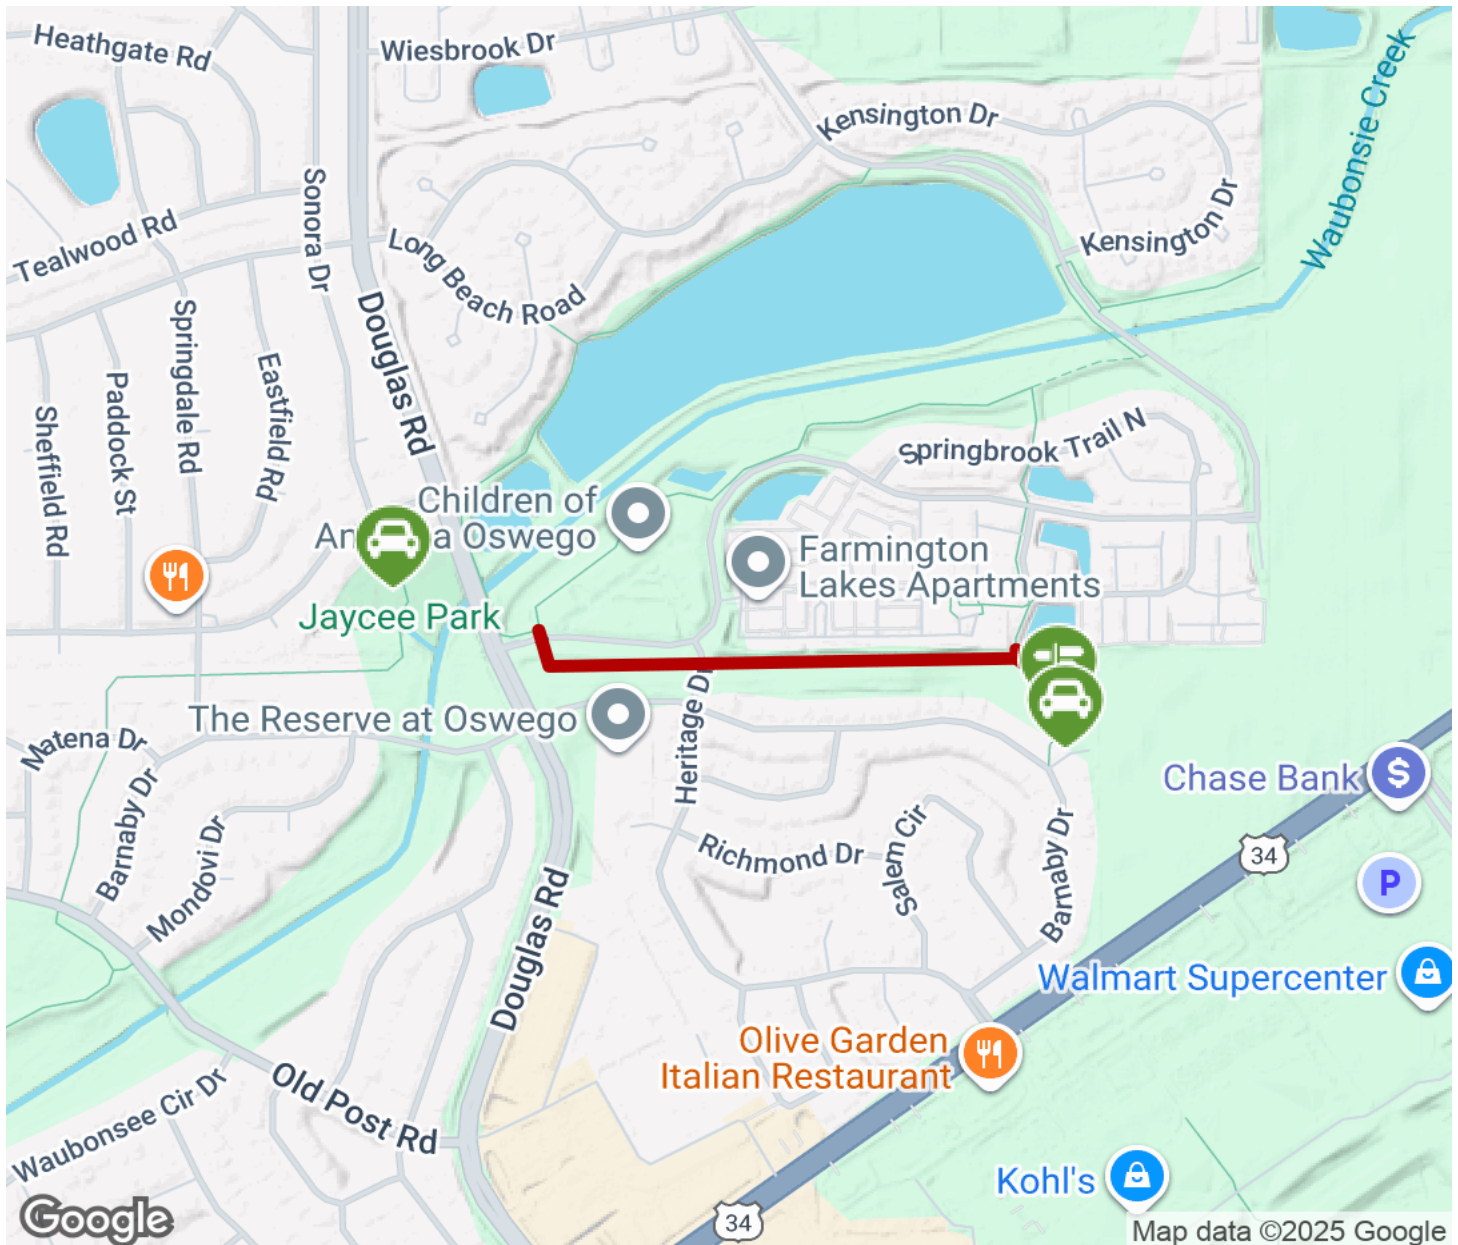 Heathgate Rd
Wiesbrook Dr
Waubonsie Creek
Kensington Dr
Sonora Dr
Tealwood Rd
Long Beach Road
Kensington Dr
Douglas Rd
Springdale Rd
Eastfield Rd
Paddock St
Sheffield Rd
Springbrook Trail N
Children of
a Oswego
Farmington
Lakes Apartments
Jaycee Park
The Reserve at Oswego
Heritage Dr
Matena Dr
Barnaby Dr
Mondovi Dr
Chase Bank
$
Richmond Dr
Salem Cir
Barnaby Dr
34
P
Douglas Rd
Walmart Supercenter
Olive Garden
Italian Restaurant
Old Post Rd
Waubonsee Cir Dr
Kohl's
34
Google
Map data ©2025 Google